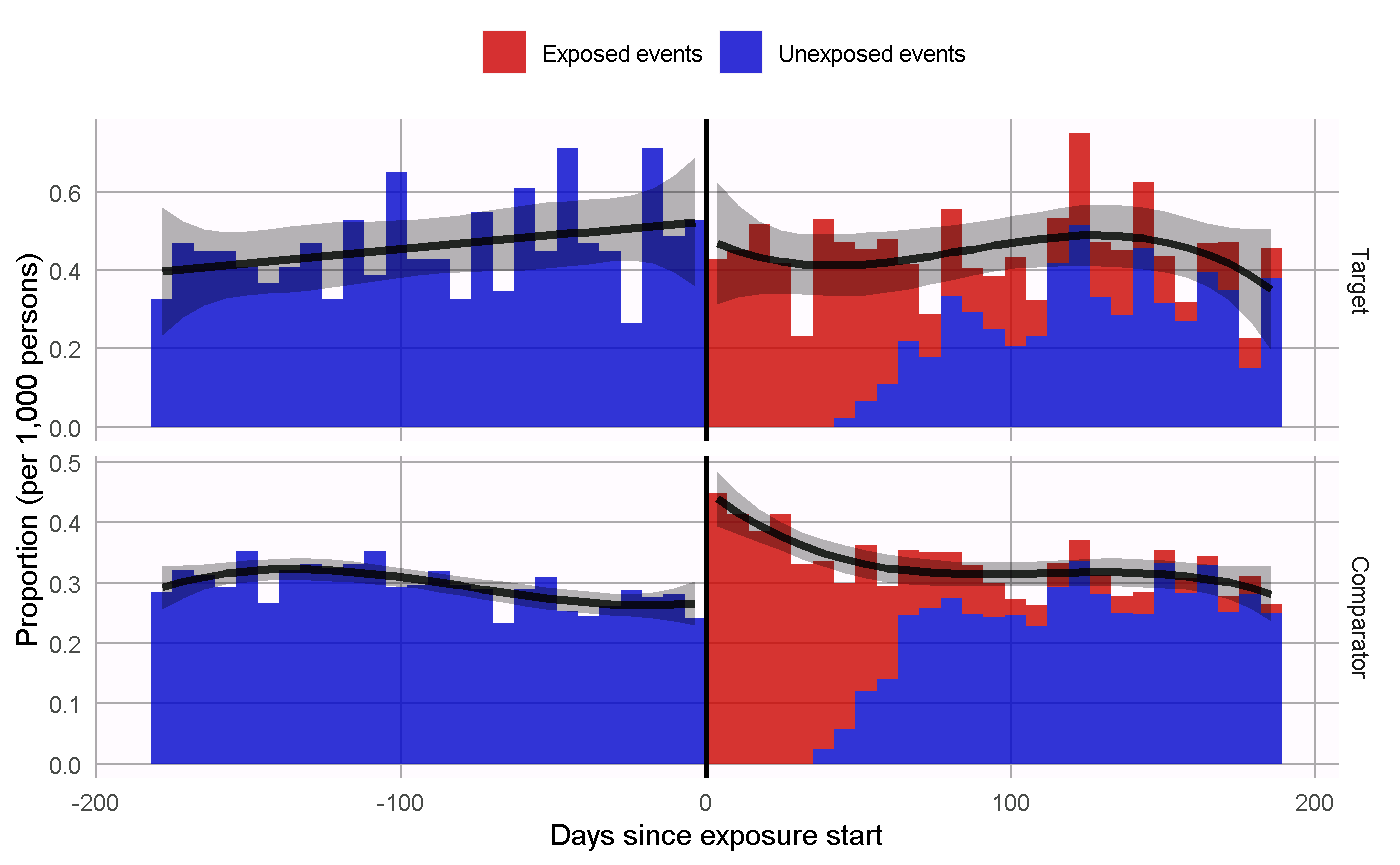 Exposed events Unexposed events
Proportion (per 1,000 persons)
0.6
0.4
0.2
0.0
Target
0.5
0.4
0.3
0.2
0.1
0.0
Comparator
-200 -100 0 100 200
Days since exposure start